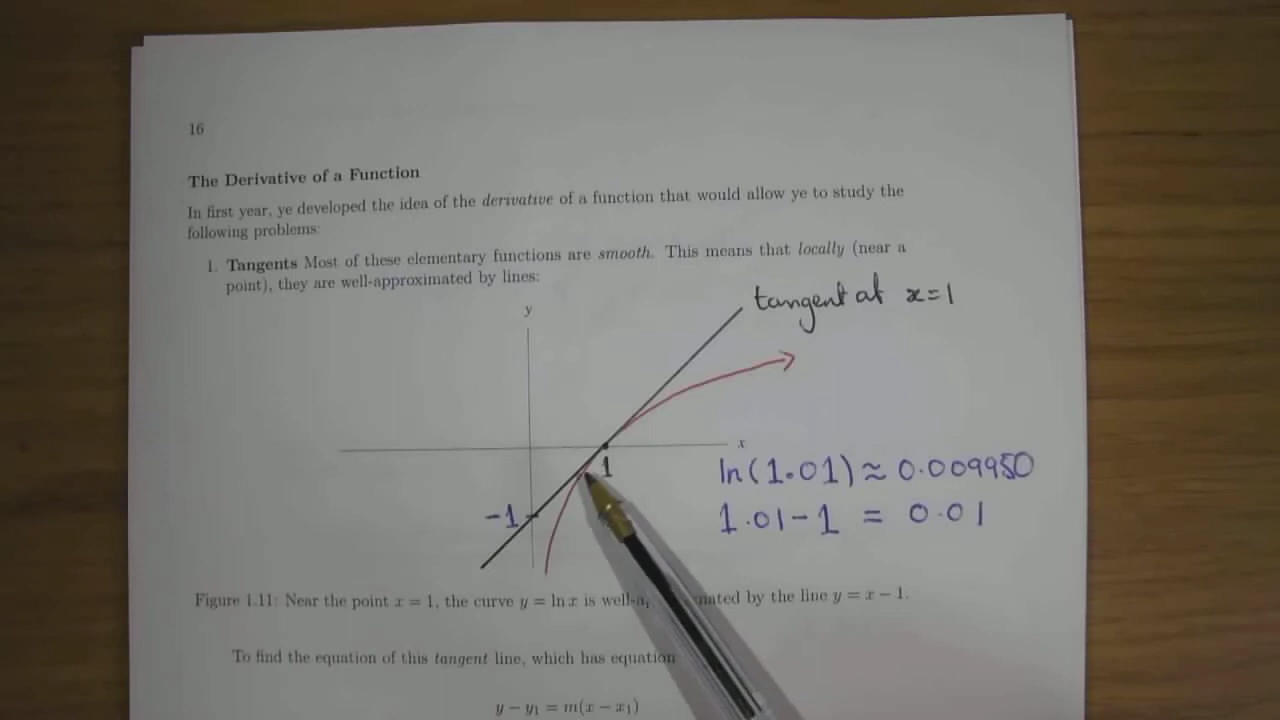 16
The Derivative of a Function
In first year, ye developed the idea of the derivative of a function that would allow ye to study the
following problems:
1. Tangents Most of these elementary functions are smooth. This means that locally (near a
point), they are well-approximated by lines:
y
tangent at x=1
x
1
-1
ln(1.01) ≈ 0.009950
1.01-1 = 0.01
Figure 1.11: Near the point x = 1, the curve y = ln x is by the line y = x − 1.
To find the equation of this tangent line, which has equation
y − y₁ = m(x − x₁)